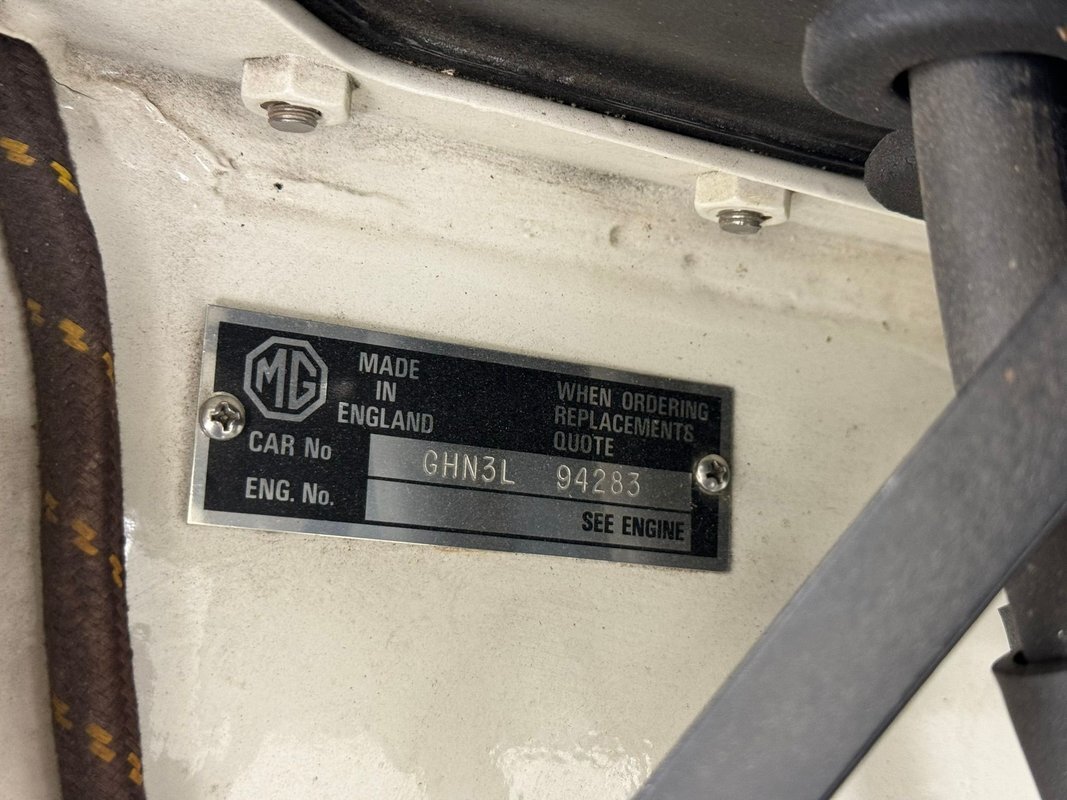 MG
MADE
IN
ENGLAND
WHEN ORDERING
REPLACEMENTS
QUOTE
CAR No GHN3L 94283
ENG. No. SEE ENGINE